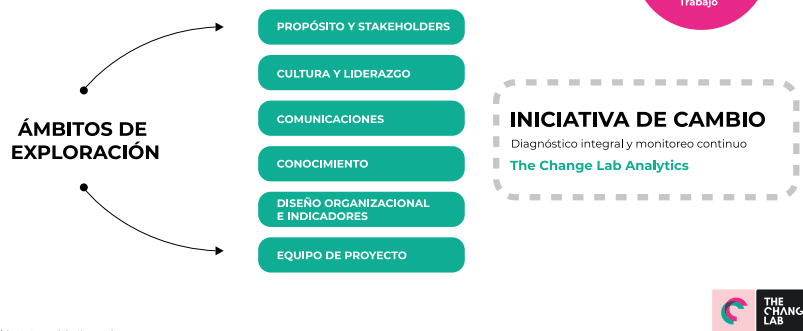 Trabajo
PROPÓSITO Y STAKEHOLDERS
CULTURA Y LIDERAZGO
COMUNICACIONES
CONOCIMIENTO
DISEÑO ORGANIZACIONAL
E INDICADORES
EQUIPO DE PROYECTO
ÁMBITOS DE
EXPLORACIÓN
INICIATIVA DE CAMBIO
Diagnóstico integral y monitoreo continuo
The Change Lab Analytics
THE
CHANG
LAB